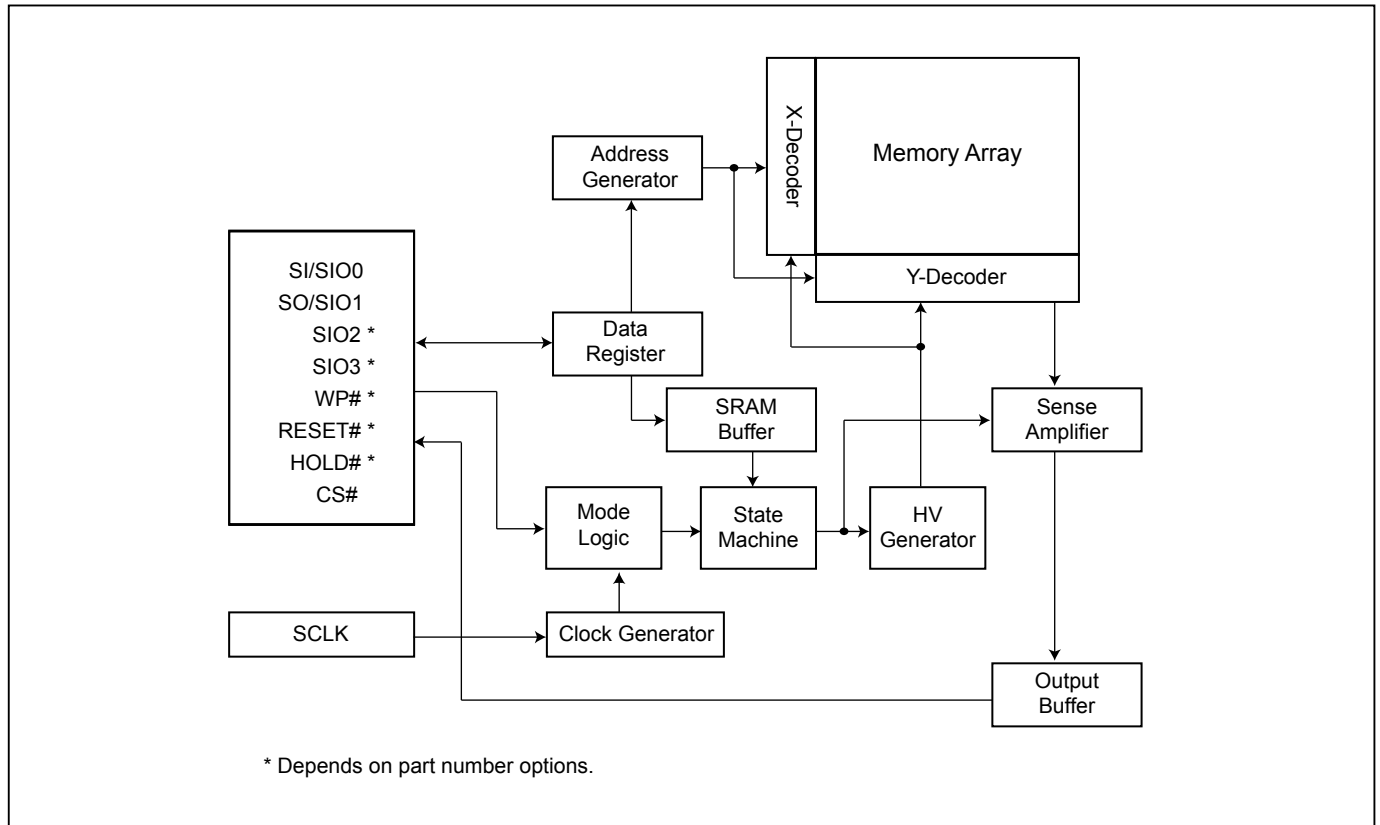 X-Decoder
Memory Array
Address
Generator
Y-Decoder
SI/SIO0
SO/SIO1
SIO2 *
SIO3 *
WP# *
RESET# *
HOLD# *
CS#
Data
Register
SRAM
Buffer
Sense
Amplifier
Mode
Logic
State
Machine
HV
Generator
SCLK
Clock Generator
Output
Buffer
* Depends on part number options.